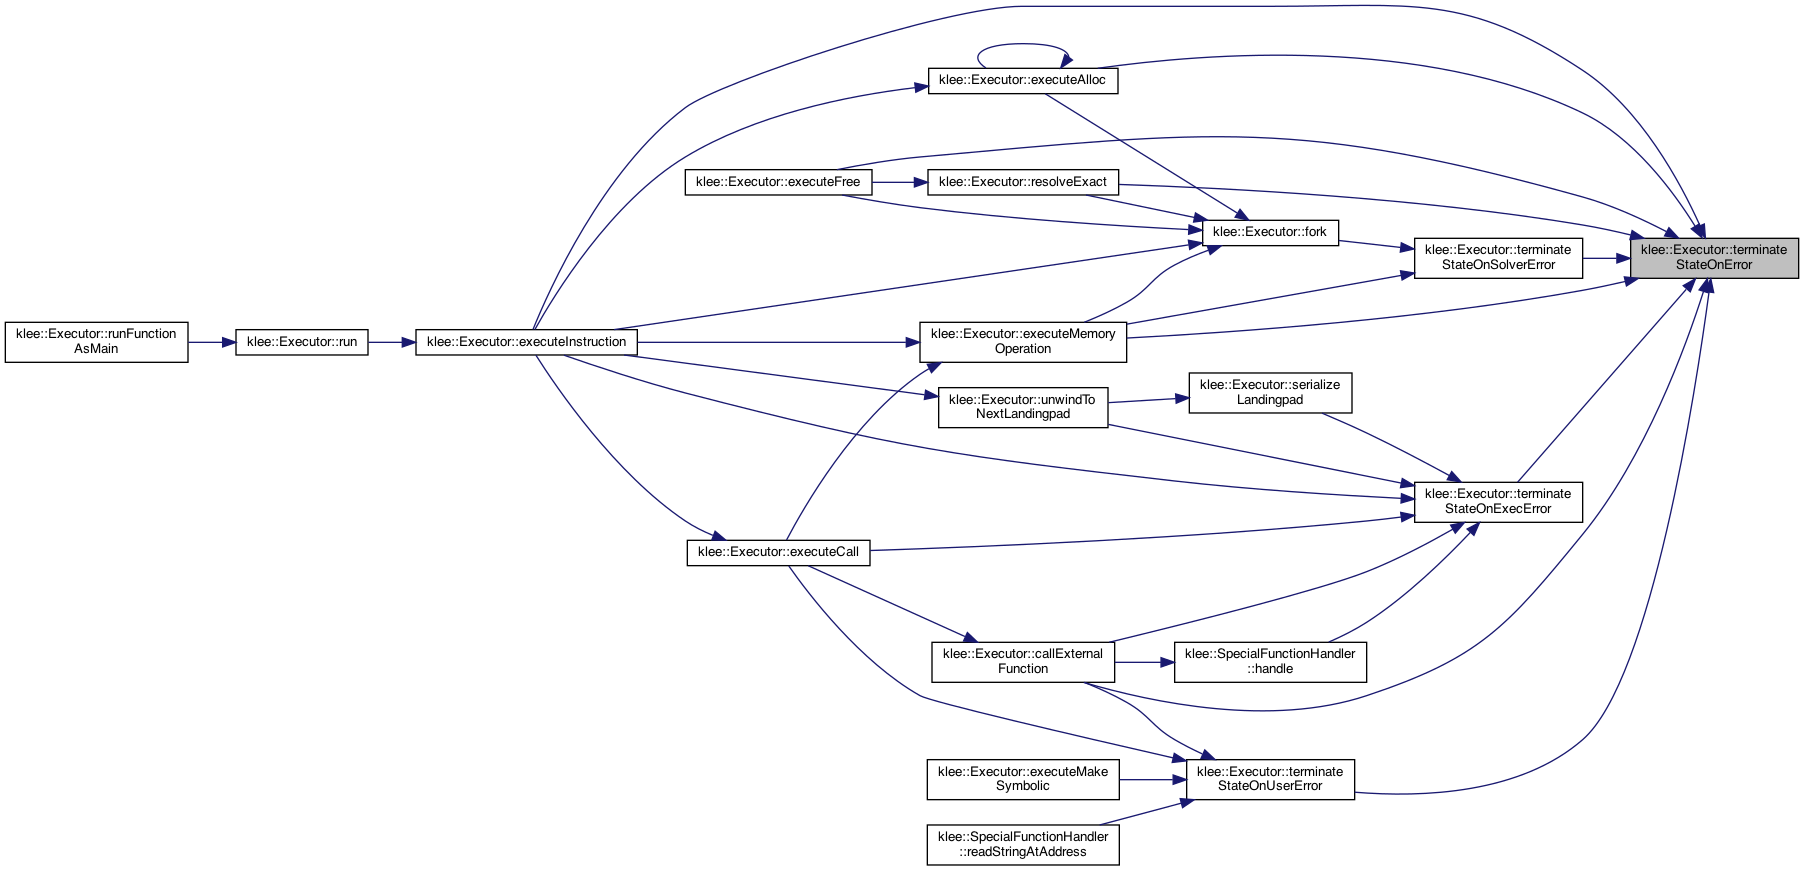 klee::Executor::executeAlloc
klee::Executor::executeFree
klee::Executor::resolveExact
klee::Executor::fork
klee::Executor::terminate
StateOnSolverError
klee::Executor::terminate
StateOnError
klee::Executor::runFunction
AsMain
klee::Executor::run
klee::Executor::executeInstruction
klee::Executor::executeMemory
Operation
klee::Executor::unwindTo
NextLandingpad
klee::Executor::serialize
Landingpad
klee::Executor::terminate
StateOnExecError
klee::Executor::executeCall
klee::Executor::callExternal
Function
klee::SpecialFunctionHandler
::handle
klee::Executor::executeMake
Symbolic
klee::Executor::terminate
StateOnUserError
klee::SpecialFunctionHandler
::readStringAtAddress